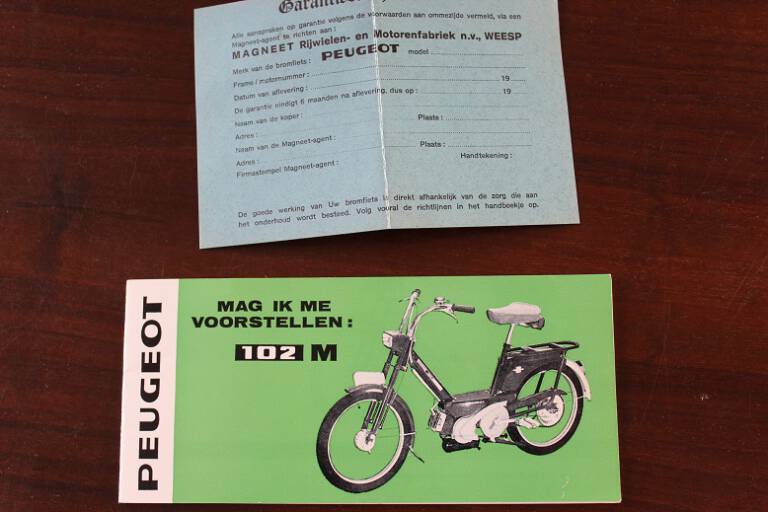 Alle aanspraken op garantie volgens de voorwaarden aan ommezijde vermeld, via een
Magneet-agent te richten aan:
MAGNEET Rijwielen- en Motorenfabriek n.v., WEESP
Merk van de bromfiets: PEUGEOT model
Frame / motornummer:
Datum van aflevering: 19
De garantie eindigt 6 maanden na aflevering, dus op: 19
Naam van de koper: Plaats:
Adres:
Naam van de Magneet-agent:
Adres: Plaats:
Firmastempel Magneet-agent: Handtekening:
De goede werking van Uw bromfiets is direkt afhankelijk van de zorg die aan
het onderhoud wordt besteed. Volg vooral de richtlijnen in het handboekje op.
PEUGEOT
MAG IK ME
VOORSTELLEN:
102 M